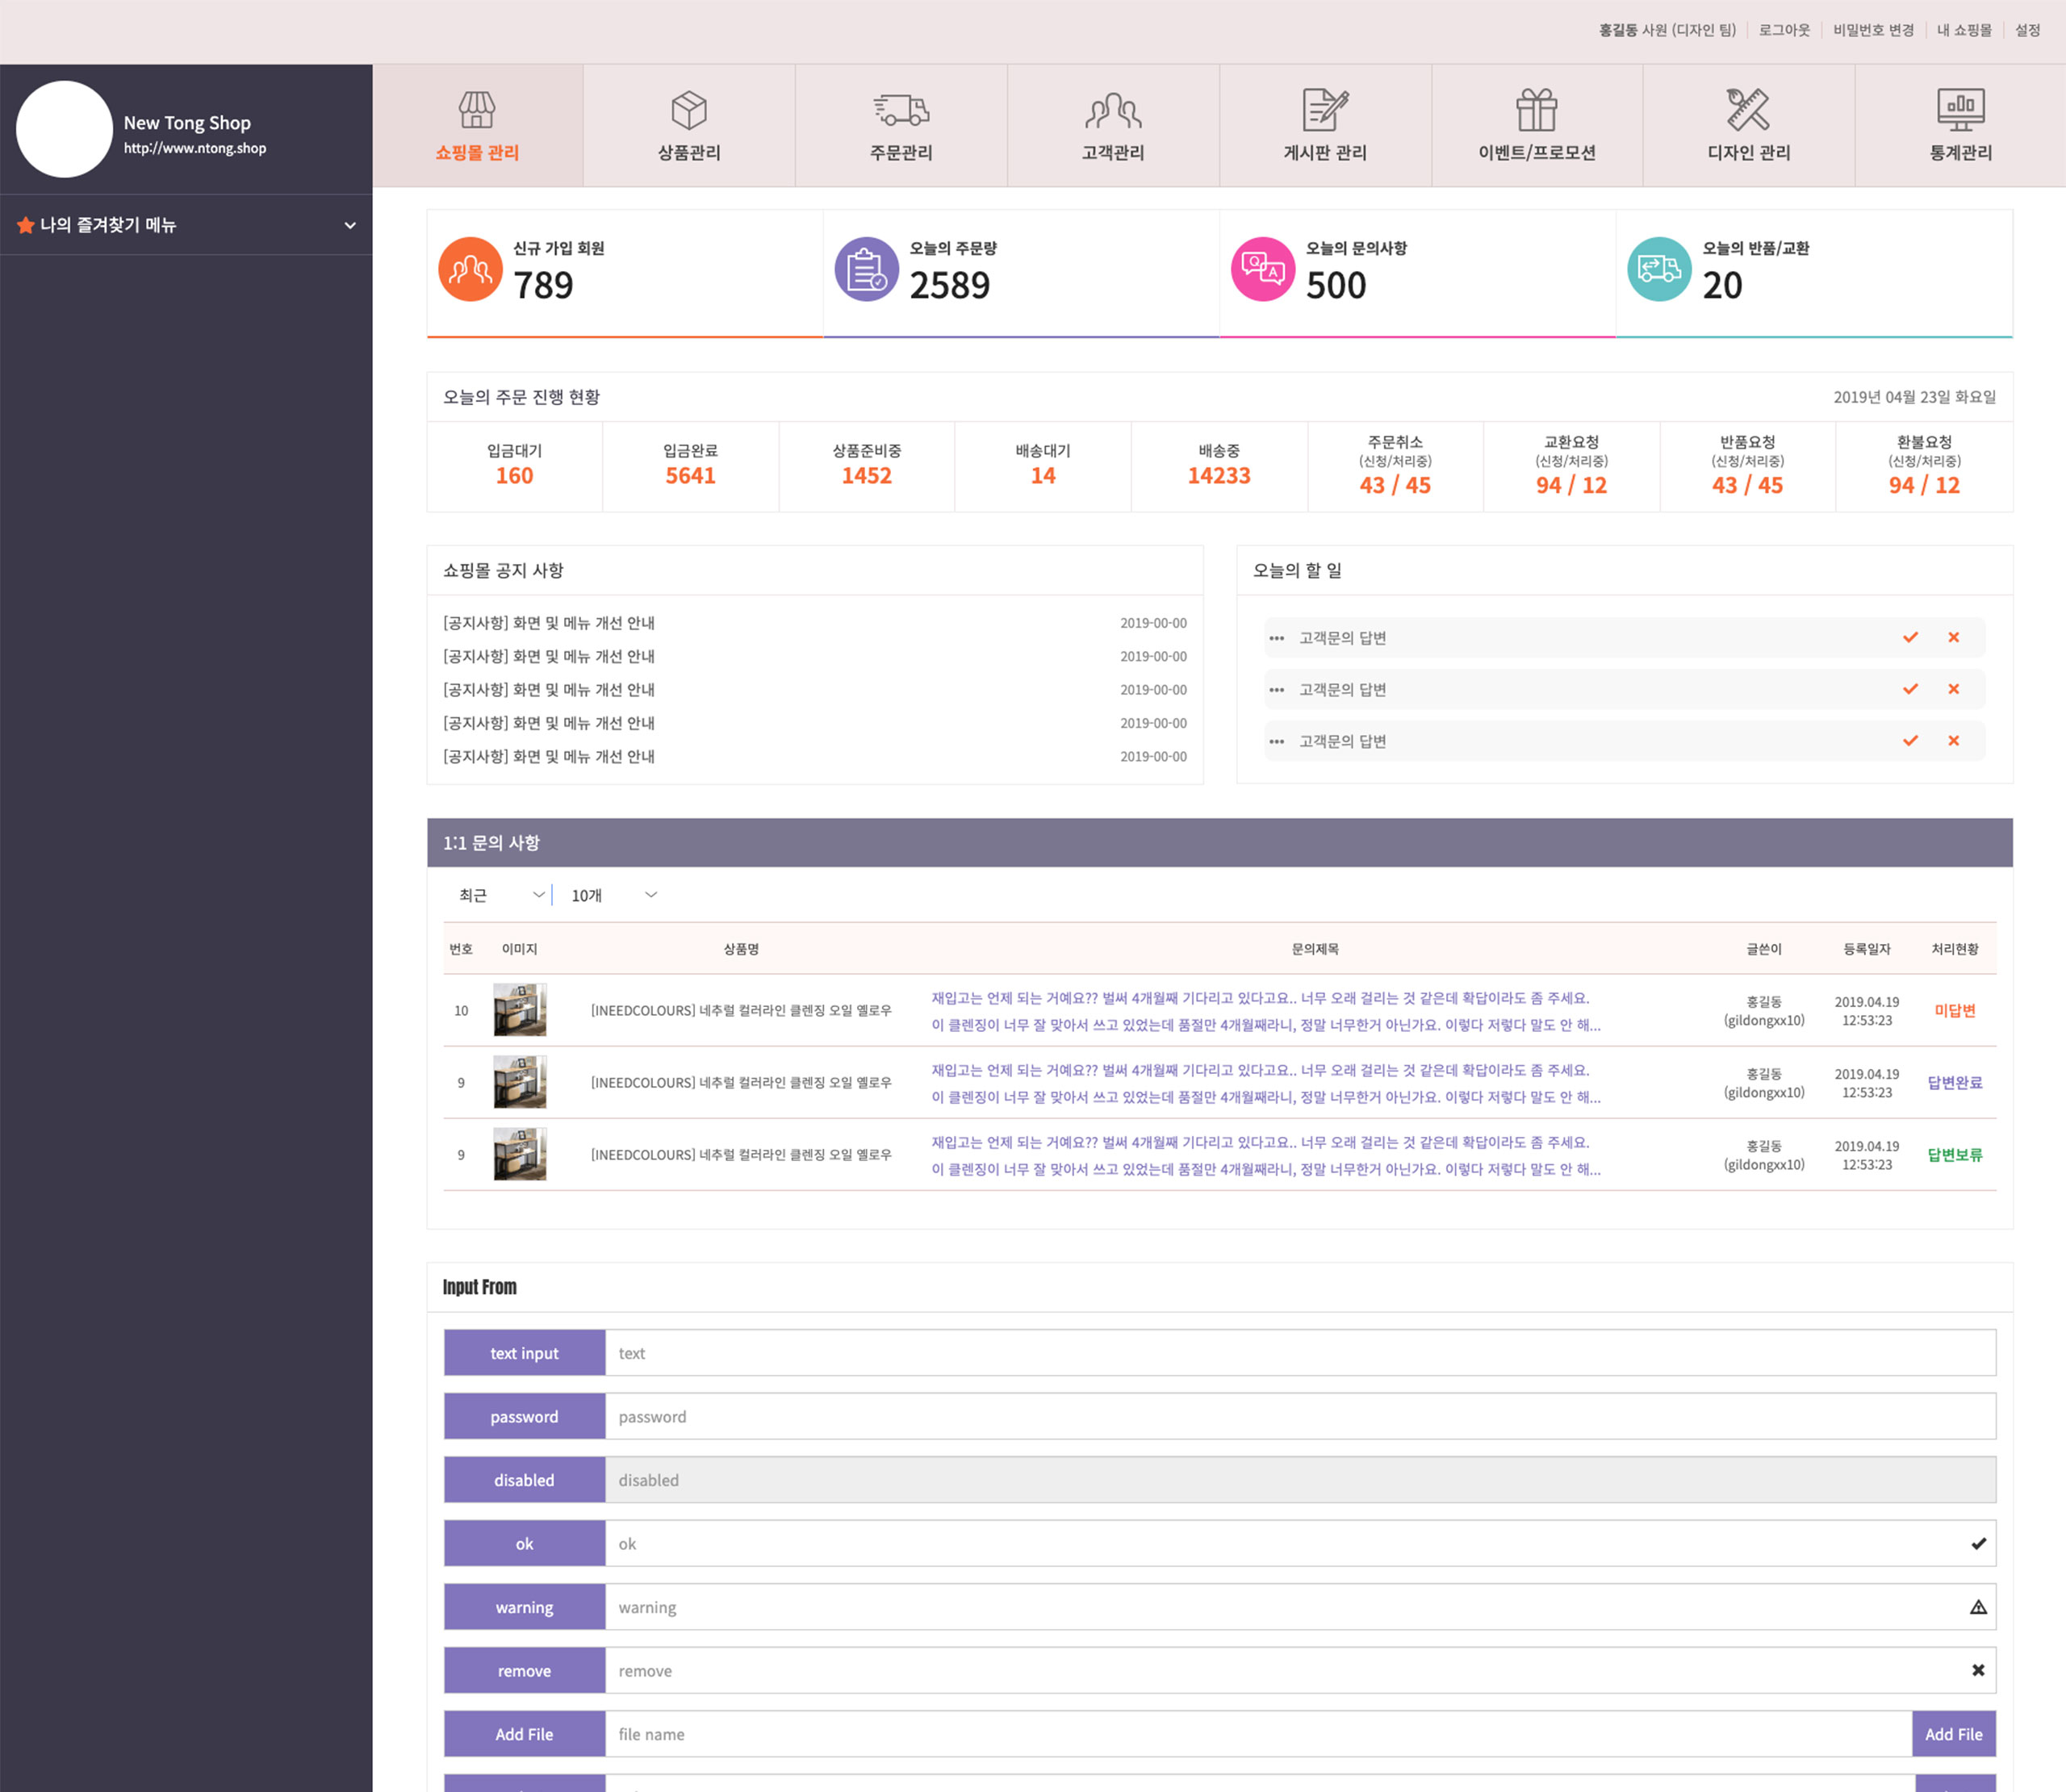 홍길동 사원 (디자인 팀) 로그아웃 비밀번호 변경 내 쇼핑몰 설정
New Tong Shop
http://www.ntong.shop
나의 즐겨찾기 메뉴
쇼핑몰 관리 상품관리 주문관리 고객관리 게시판 관리 이벤트/프로모션 디자인 관리 통계관리
신규 가입 회원
789
오늘의 주문량
2589
Q A
오늘의 문의사항
500
오늘의 반품/교환
20
오늘의 주문 진행 현황 2019년 04월 23일 화요일
입금대기
160
입금완료
5641
상품준비중
1452
배송대기
14
배송중
14233
주문취소
(신청/처리중)
43 / 45
교환요청
(신청/처리중)
94 / 12
반품요청
(신청/처리중)
43 / 45
환불요청
(신청/처리중)
94 / 12
쇼핑몰 공지 사항
[공지사항] 화면 및 메뉴 개선 안내 2019-00-00
[공지사항] 화면 및 메뉴 개선 안내 2019-00-00
[공지사항] 화면 및 메뉴 개선 안내 2019-00-00
[공지사항] 화면 및 메뉴 개선 안내 2019-00-00
[공지사항] 화면 및 메뉴 개선 안내 2019-00-00
오늘의 할 일
고객문의 답변
고객문의 답변
고객문의 답변
1:1 문의 사항
최근 10개
번호 이미지 상품명 문의제목 글쓴이 등록일자 처리현황
10 [INEEDCOLOURS] 네추럴 컬러라인 클렌징 오일 옐로우
재입고는 언제 되는 거예요?? 벌써 4개월째 기다리고 있다고요.. 너무 오래 걸리는 것 같은데 확답이라도 좀 주세요.
이 클렌징이 너무 잘 맞아서 쓰고 있었는데 품절만 4개월째라니, 정말 너무한거 아닌가요. 이렇다 저렇다 말도 안 해...
홍길동
(gildongxx10)
2019.04.19
12:53:23
미답변
9 [INEEDCOLOURS] 네추럴 컬러라인 클렌징 오일 옐로우
재입고는 언제 되는 거예요?? 벌써 4개월째 기다리고 있다고요.. 너무 오래 걸리는 것 같은데 확답이라도 좀 주세요.
이 클렌징이 너무 잘 맞아서 쓰고 있었는데 품절만 4개월째라니, 정말 너무한거 아닌가요. 이렇다 저렇다 말도 안 해...
홍길동
(gildongxx10)
2019.04.19
12:53:23
답변완료
9 [INEEDCOLOURS] 네추럴 컬러라인 클렌징 오일 옐로우
재입고는 언제 되는 거예요?? 벌써 4개월째 기다리고 있다고요.. 너무 오래 걸리는 것 같은데 확답이라도 좀 주세요.
이 클렌징이 너무 잘 맞아서 쓰고 있었는데 품절만 4개월째라니, 정말 너무한거 아닌가요. 이렇다 저렇다 말도 안 해...
홍길동
(gildongxx10)
2019.04.19
12:53:23
답변보류
Input From
text input text
password password
disabled disabled
ok ok
warning warning
remove remove
Add File file name Add File